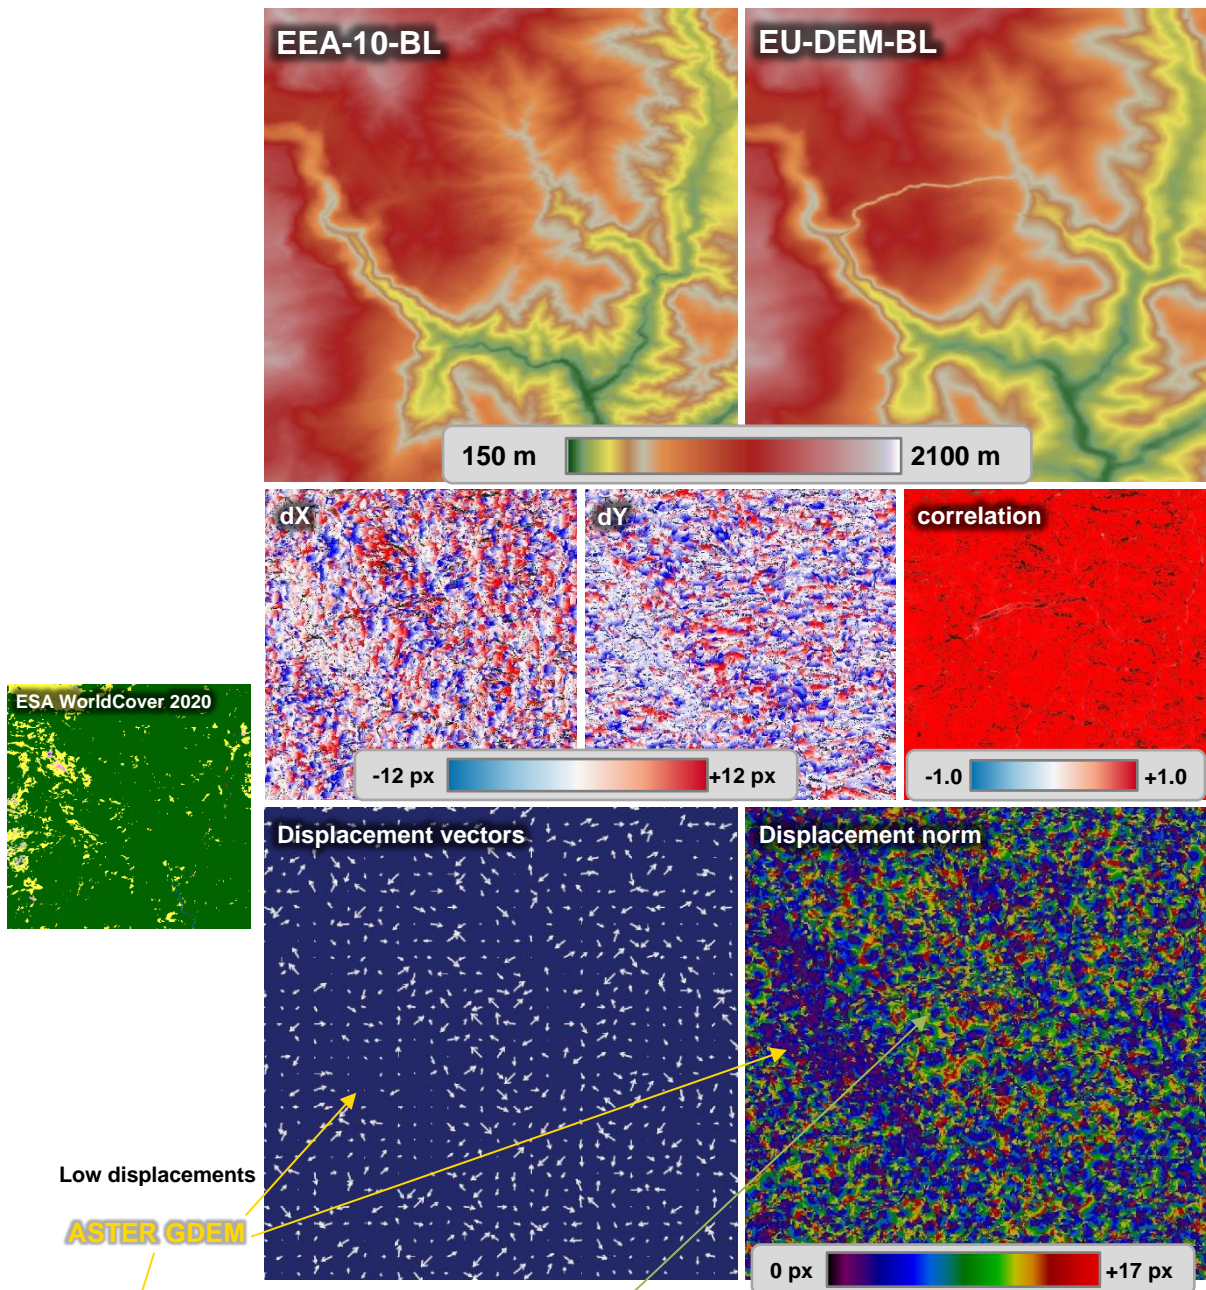 EEA-10-BL
EU-DEM-BL
150 m
2100 m
dX
dY
correlation
-12 px
+12 px
-1.0
+1.0
ESA WorldCover 2020
Displacement vectors
Displacement norm
Low displacements
ASTER GDEM
0 px
+17 px